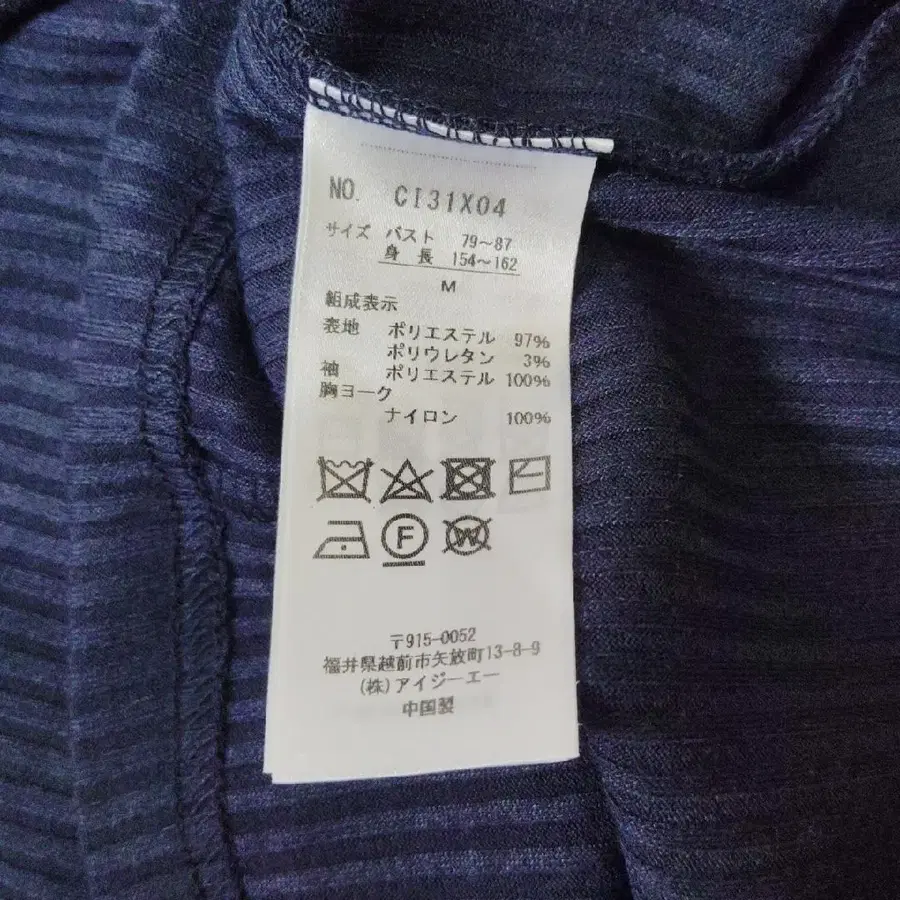 NO. CI31X04
サイズ バスト 79～87
身長 154～162
M
組成表示
表地 ポリエステル 97%
ポリウレタン 3%
袖 ポリエステル 100%
胸ヨーク
ナイロン 100%
F
W
〒915-0052
福井県越前市矢放町13-8-9
(株)アイジーエー
中国製